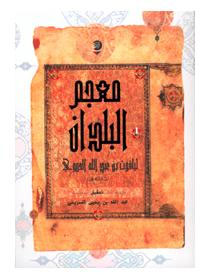 معجم
البلدان
لياقوت بن عبد الله الحموي
تحقيق
عبد الله بن يحيى السريحي